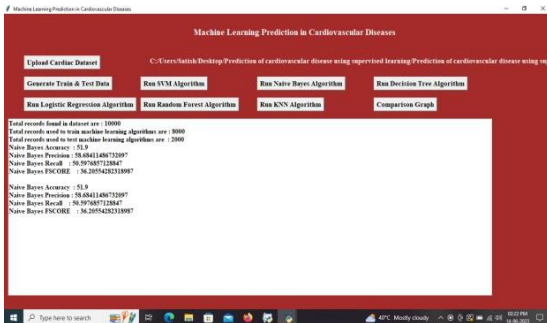 Machine Learning Prediction in Cardiovascular Diseases
Machine Learning Prediction in Cardiovascular Diseases
Upload Cardiac Dataset
C:/Users/Satish/Desktop/Prediction of cardiovascular disease using supervised learning/Prediction of cardiovascular disease using sup
Generate Train & Test Data
Run SVM Algorithm
Run Naive Bayes Algorithm
Run Decision Tree Algorithm
Run Logistic Regression Algorithm
Run Random Forest Algorithm
Run KNN Algorithm
Comparison Graph
Total records found in dataset are : 10000
Total records used to train machine learning algorithms are : 8000
Total records used to test machine learning algorithms are : 2000
Naive Bayes Accuracy : 51.9
Naive Bayes Precision : 58.68411486732097
Naive Bayes Recall : 50.5976857128847
Naive Bayes FSCORE : 36.20554282318987
Naive Bayes Accuracy : 51.9
Naive Bayes Precision : 58.68411486732097
Naive Bayes Recall : 50.5976857128847
Naive Bayes FSCORE : 36.20554282318987
Type here to search
40°C Mostly cloudy
02:22 PM